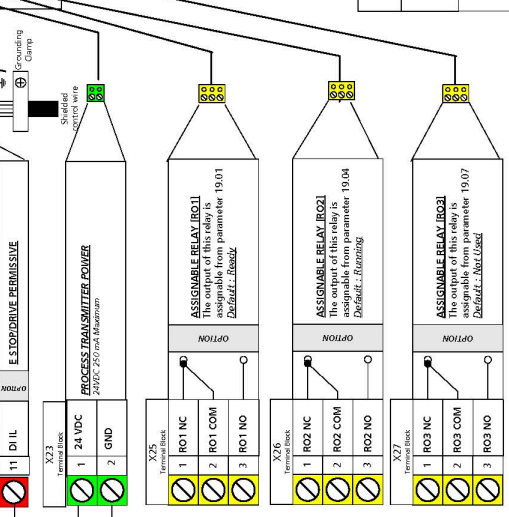 Grounding
Clamp
Shielded
control wire
E STOP/DRIVE PERMISSIVE
OPTION
11 DI IL
PROCESS TRANSMITTER POWER
24VDC 250 mA Maximum
X23
Terminal Block
1 24 VDC
2 GND
ASSIGNABLE RELAY [RO1]
The output of this relay is
assignable from parameter 19.01
Default : Ready
OPTION
X25
Terminal Block
1 RO1 NC
2 RO1 COM
3 RO1 NO
ASSIGNABLE RELAY [RO2]
The output of this relay is
assignable from parameter 19.04
Default : Running
OPTION
X26
Terminal Block
1 RO2 NC
2 RO2 COM
3 RO2 NO
ASSIGNABLE RELAY [RO3]
The output of this relay is
assignable from parameter 19.07
Default : Not Used
OPTION
X27
Terminal Block
1 RO3 NC
2 RO3 COM
3 RO3 NO